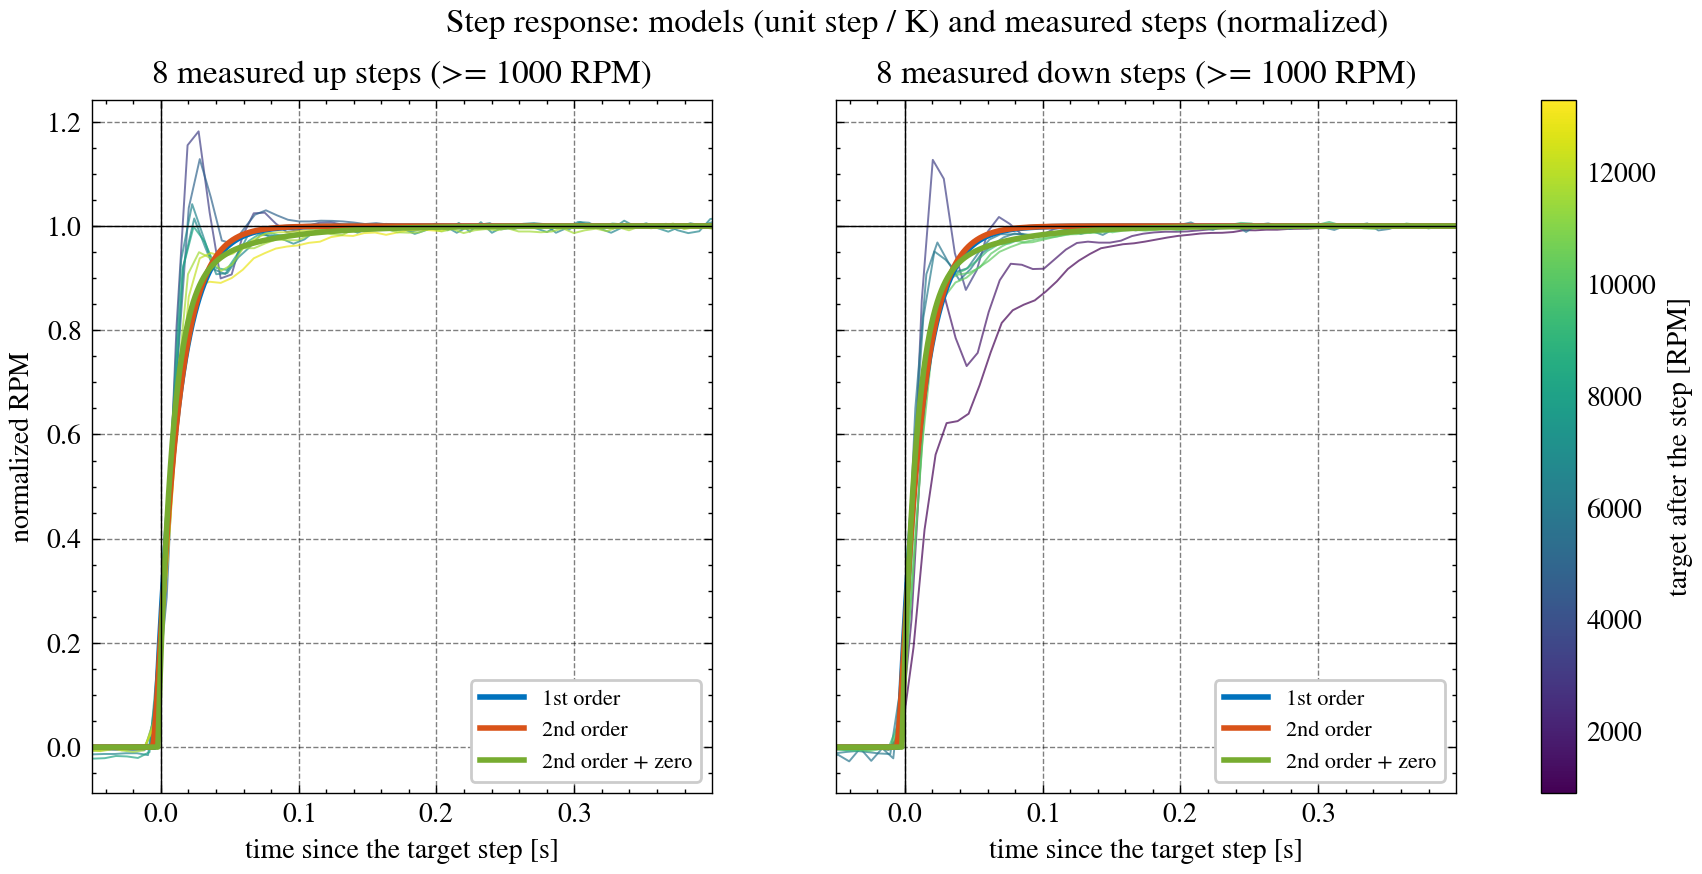 Step response: models (unit step / K) and measured steps (normalized)
8 measured up steps (>= 1000 RPM)
8 measured down steps (>= 1000 RPM)
1.2
1.0
0.8
0.6
0.4
0.2
0.0
normalized RPM
1st order
2nd order
2nd order + zero
0.0
0.1
0.2
0.3
time since the target step [s]
1st order
2nd order
2nd order + zero
0.0
0.1
0.2
0.3
time since the target step [s]
12000
10000
8000
6000
4000
2000
target after the step [RPM]